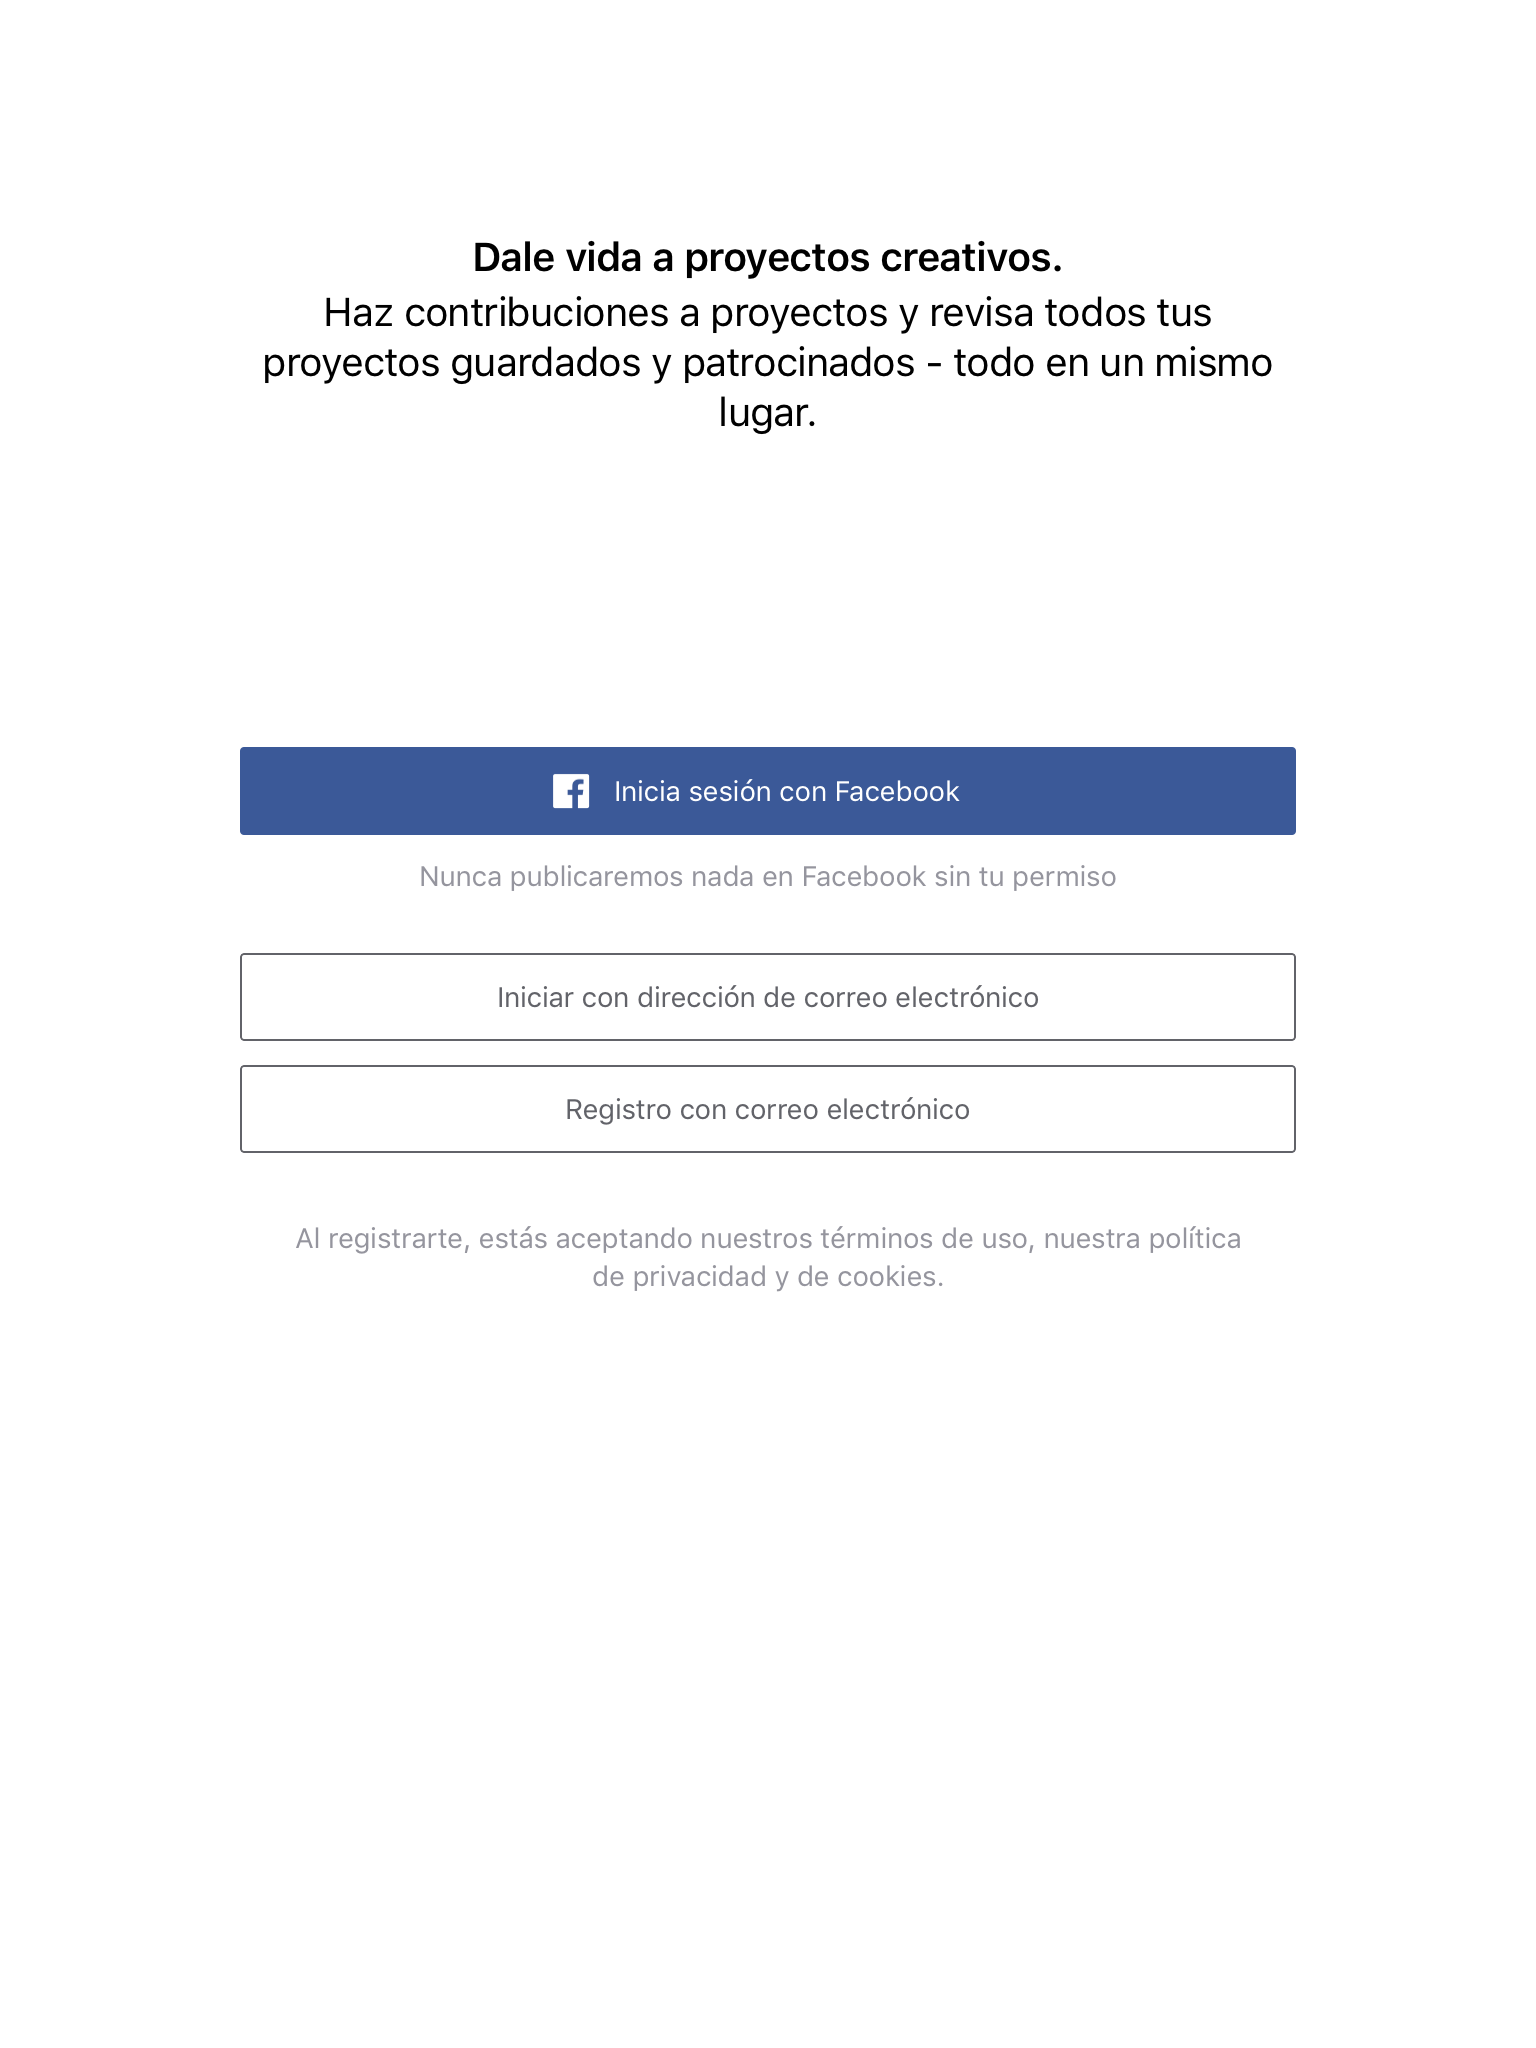 Dale vida a proyectos creativos.
Haz contribuciones a proyectos y revisa todos tus
proyectos guardados y patrocinados - todo en un mismo
lugar.
Inicia sesión con Facebook
Nunca publicaremos nada en Facebook sin tu permiso
Iniciar con dirección de correo electrónico
Registro con correo electrónico
Al registrarte, estás aceptando nuestros términos de uso, nuestra política
de privacidad y de cookies.